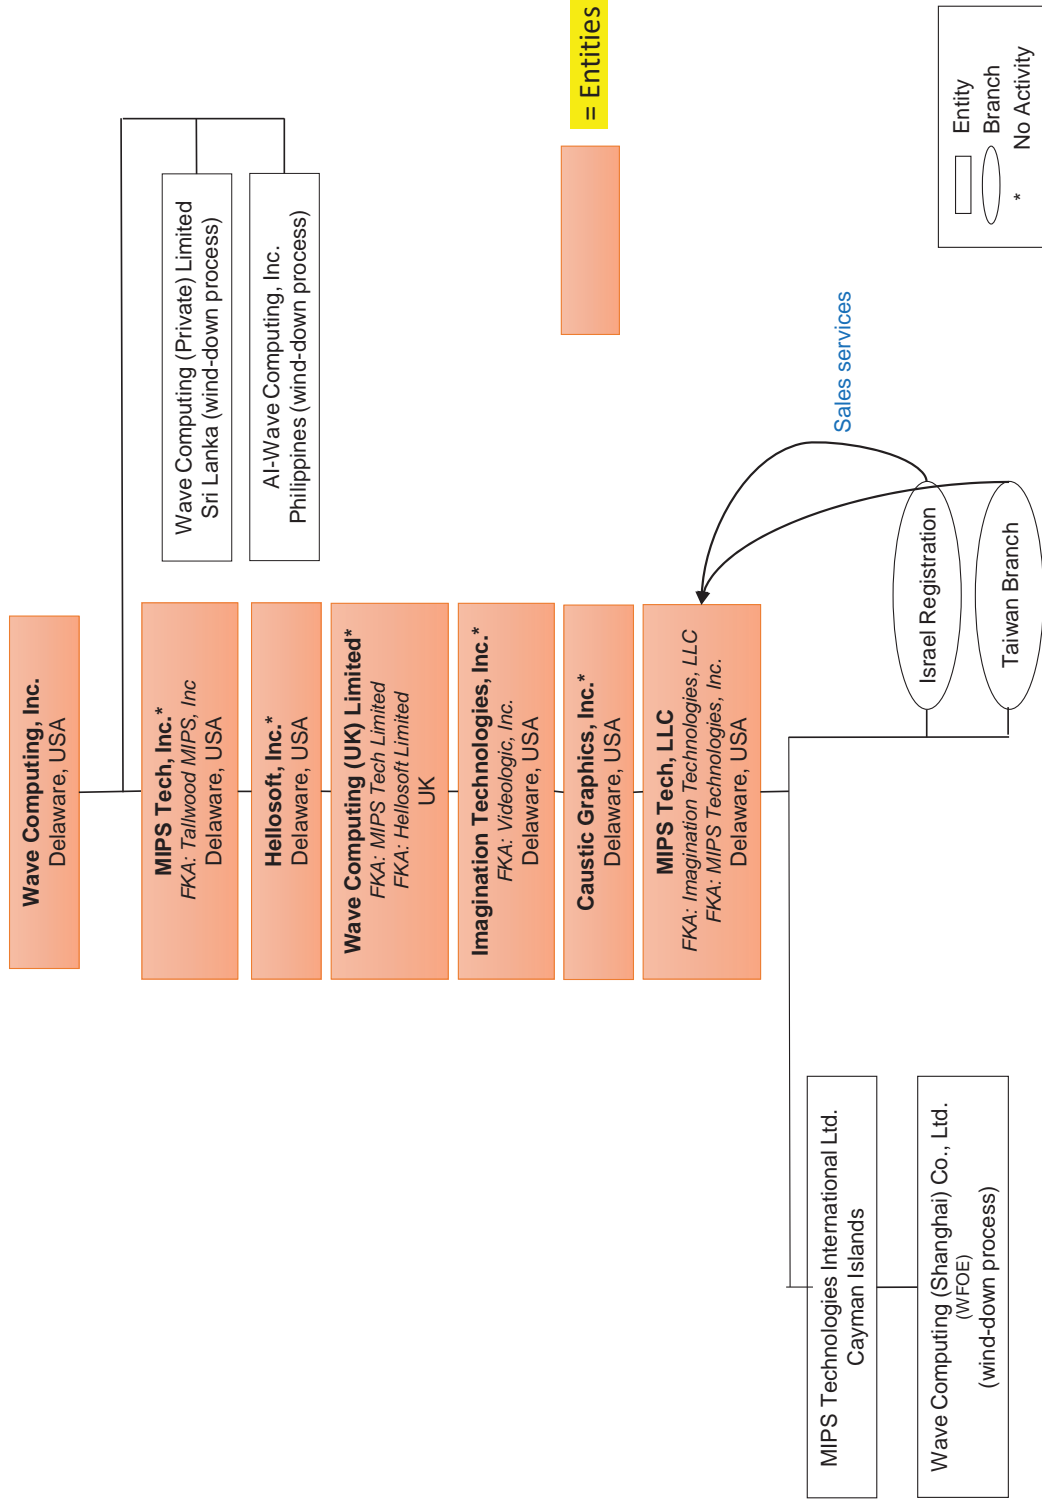 Wave Computing, Inc.
Delaware, USA
MIPS Tech, Inc.*
FKA: Tallwood MIPS, Inc
Delaware, USA
Wave Computing (Private) Limited
Sri Lanka (wind-down process)
Hellosoft, Inc.*
Delaware, USA
AI-Wave Computing, Inc.
Philippines (wind-down process)
Wave Computing (UK) Limited*
FKA: MIPS Tech Limited
FKA: Hellosoft Limited
UK
Imagination Technologies, Inc.*
FKA: Videologic, Inc.
Delaware, USA
Caustic Graphics, Inc.*
Delaware, USA
= Entities
MIPS Tech, LLC
FKA: Imagination Technologies, LLC
FKA: MIPS Technologies, Inc.
Delaware, USA
Sales services
MIPS Technologies International Ltd.
Cayman Islands
Israel Registration
Wave Computing (Shanghai) Co., Ltd.
(WFOE)
(wind-down process)
Taiwan Branch
Entity
Branch
* No Activity